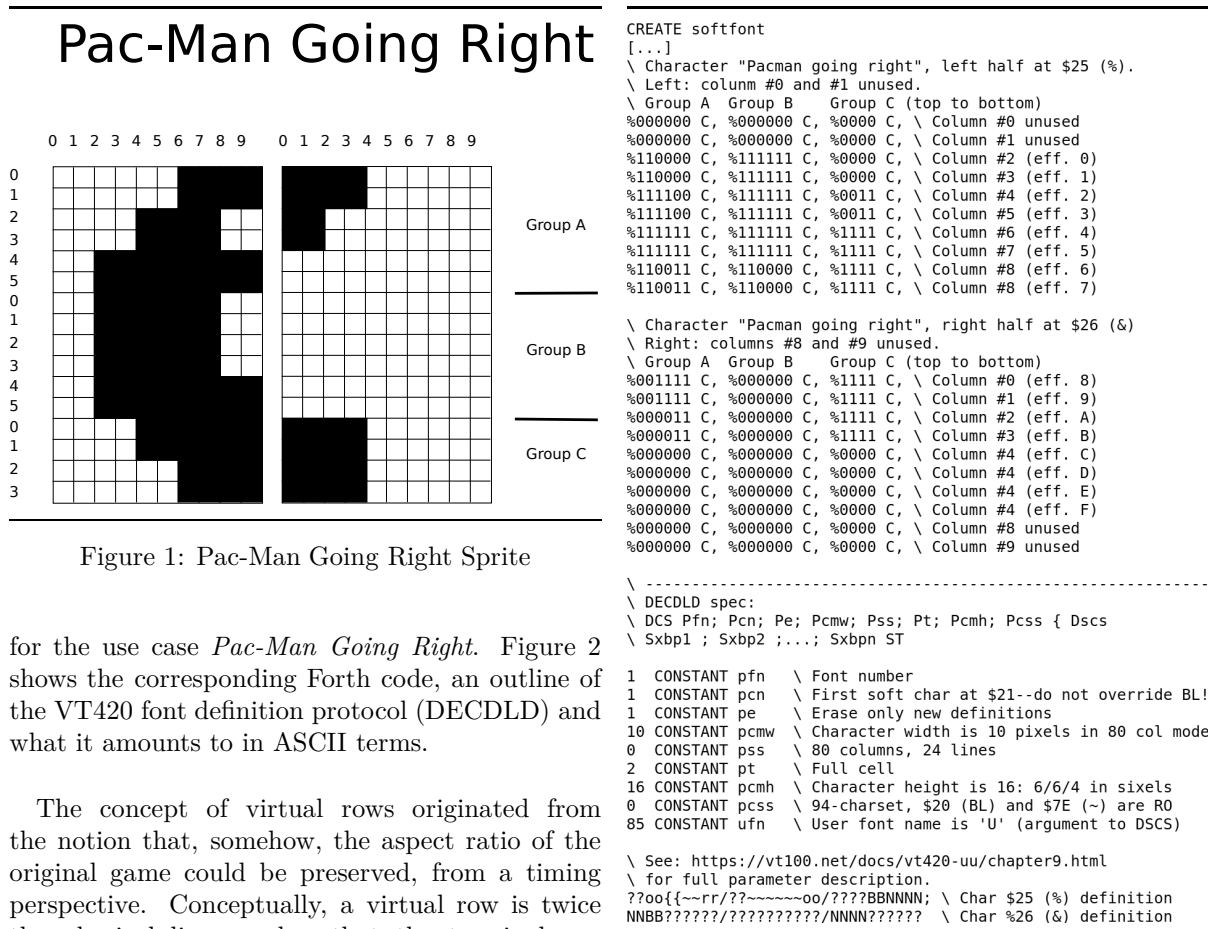 Pac-Man Going Right
0 1 2 3 4 5 6 7 8 9 0 1 2 3 4 5 6 7 8 9
0
1
2
3
4
5
0
1
2
3
4
5
0
1
2
3
Group A
Group B
Group C
Figure 1: Pac-Man Going Right Sprite
for the use case Pac-Man Going Right. Figure 2
shows the corresponding Forth code, an outline of
the VT420 font definition protocol (DECDLD) and
what it amounts to in ASCII terms.
The concept of virtual rows originated from
the notion that, somehow, the aspect ratio of the
original game could be preserved, from a timing
perspective. Conceptually, a virtual row is twice
CREATE softfont
[...]
\ Character "Pacman going right", left half at $25 (%).
\ Left: colunm #0 and #1 unused.
\ Group A  Group B    Group C (top to bottom)
%000000 C, %000000 C, %0000 C, \ Column #0 unused
%000000 C, %000000 C, %0000 C, \ Column #1 unused
%110000 C, %111111 C, %0000 C, \ Column #2 (eff. 0)
%110000 C, %111111 C, %0000 C, \ Column #3 (eff. 1)
%111100 C, %111111 C, %0011 C, \ Column #4 (eff. 2)
%111100 C, %111111 C, %0011 C, \ Column #5 (eff. 3)
%111111 C, %111111 C, %1111 C, \ Column #6 (eff. 4)
%111111 C, %111111 C, %1111 C, \ Column #7 (eff. 5)
%110011 C, %110000 C, %1111 C, \ Column #8 (eff. 6)
%110011 C, %110000 C, %1111 C, \ Column #8 (eff. 7)
\ Character "Pacman going right", right half at $26 (&)
\ Right: columns #8 and #9 unused.
\ Group A  Group B    Group C (top to bottom)
%001111 C, %000000 C, %1111 C, \ Column #0 (eff. 8)
%001111 C, %000000 C, %1111 C, \ Column #1 (eff. 9)
%000011 C, %000000 C, %1111 C, \ Column #2 (eff. A)
%000011 C, %000000 C, %1111 C, \ Column #3 (eff. B)
%000000 C, %000000 C, %0000 C, \ Column #4 (eff. C)
%000000 C, %000000 C, %0000 C, \ Column #4 (eff. D)
%000000 C, %000000 C, %0000 C, \ Column #4 (eff. E)
%000000 C, %000000 C, %0000 C, \ Column #4 (eff. F)
%000000 C, %000000 C, %0000 C, \ Column #8 unused
%000000 C, %000000 C, %0000 C, \ Column #9 unused
\ -------------------------------------------------------------
\ DECDLD spec:
\ DCS Pfn; Pcn; Pe; Pcmw; Pss; Pt; Pcmh; Pcss { Dscs
\ Sxbp1 ; Sxbp2 ;...; Sxbpn ST
1  CONSTANT pfn   \ Font number
1  CONSTANT pcn   \ First soft char at $21--do not override BL!
1  CONSTANT pe    \ Erase only new definitions
10 CONSTANT pcmw  \ Character width is 10 pixels in 80 col mode
0  CONSTANT pss   \ 80 columns, 24 lines
2  CONSTANT pt    \ Full cell
16 CONSTANT pcmh  \ Character height is 16: 6/6/4 in sixels
0  CONSTANT pcss  \ 94-charset, $20 (BL) and $7E (~) are RO
85 CONSTANT ufn   \ User font name is 'U' (argument to DSCS)
\ See: https://vt100.net/docs/vt420-uu/chapter9.html
\ for full parameter description.
??oo{{~~rr/??~~~~~~oo/????BBNNNN; \ Char $25 (%) definition
NNBB??????/??????????/NNNN??????  \ Char %26 (&) definition